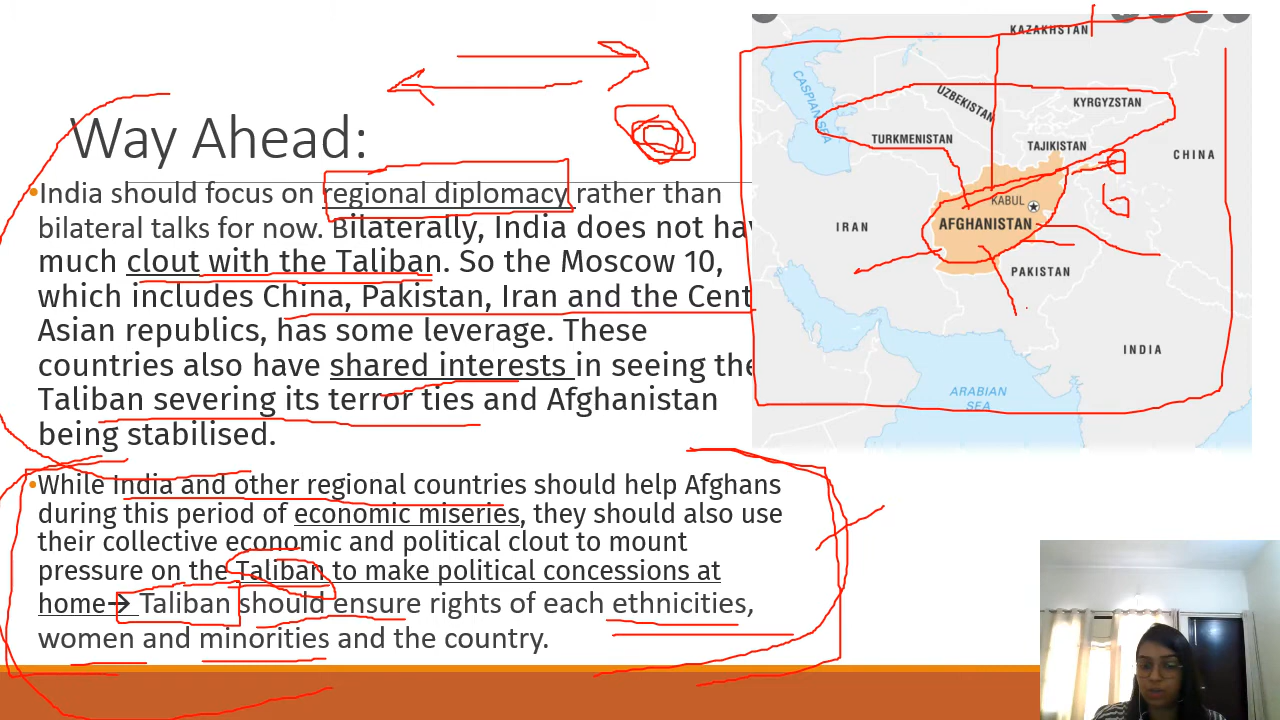 Way Ahead:
•India should focus on regional diplomacy rather than
bilateral talks for now. Bilaterally, India does not
much clout with the Taliban. So the Moscow 10,
which includes China, Pakistan, Iran and the
Asian republics, has some leverage. These
countries also have shared interests in seeing the
Taliban severing its terror ties and Afghanistan
being stabilised.
•While India and other regional countries should help Afghans
during this period of economic miseries, they should also use
their collective economic and political clout to mount
pressure on the Taliban to make political concessions at
home→ Taliban should ensure rights of each ethnicities,
women and minorities and the country.
KAZAKHSTAN
CASPIAN SEA
UZBEKISTAN
KYRGYZSTAN
TURKMENISTAN
TAJIKISTAN
CHINA
KABUL
IRAN
AFGHANISTAN
PAKISTAN
INDIA
ARABIAN
SEA